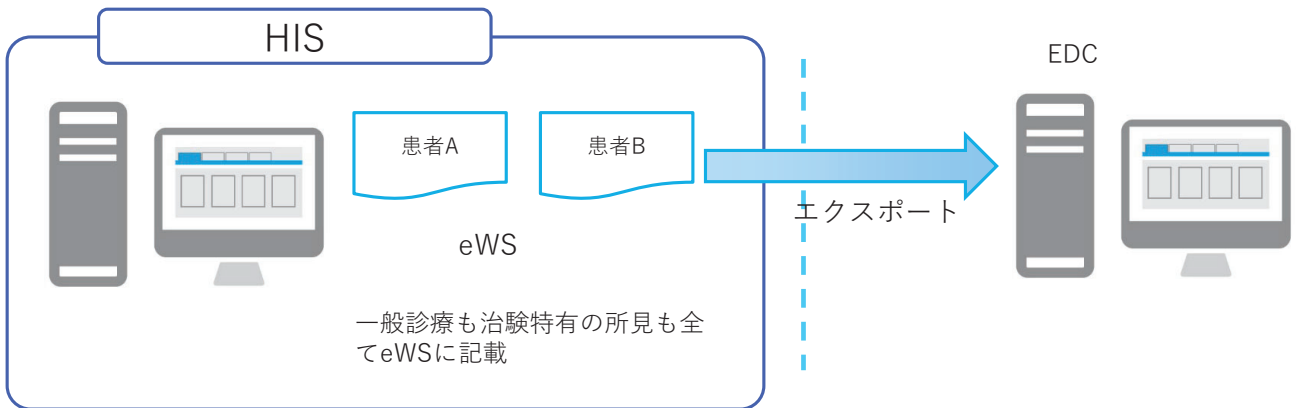 HIS
EDC
患者A
患者B
エクスポート
eWS
一般診療も治験特有の所見も全
てeWSに記載